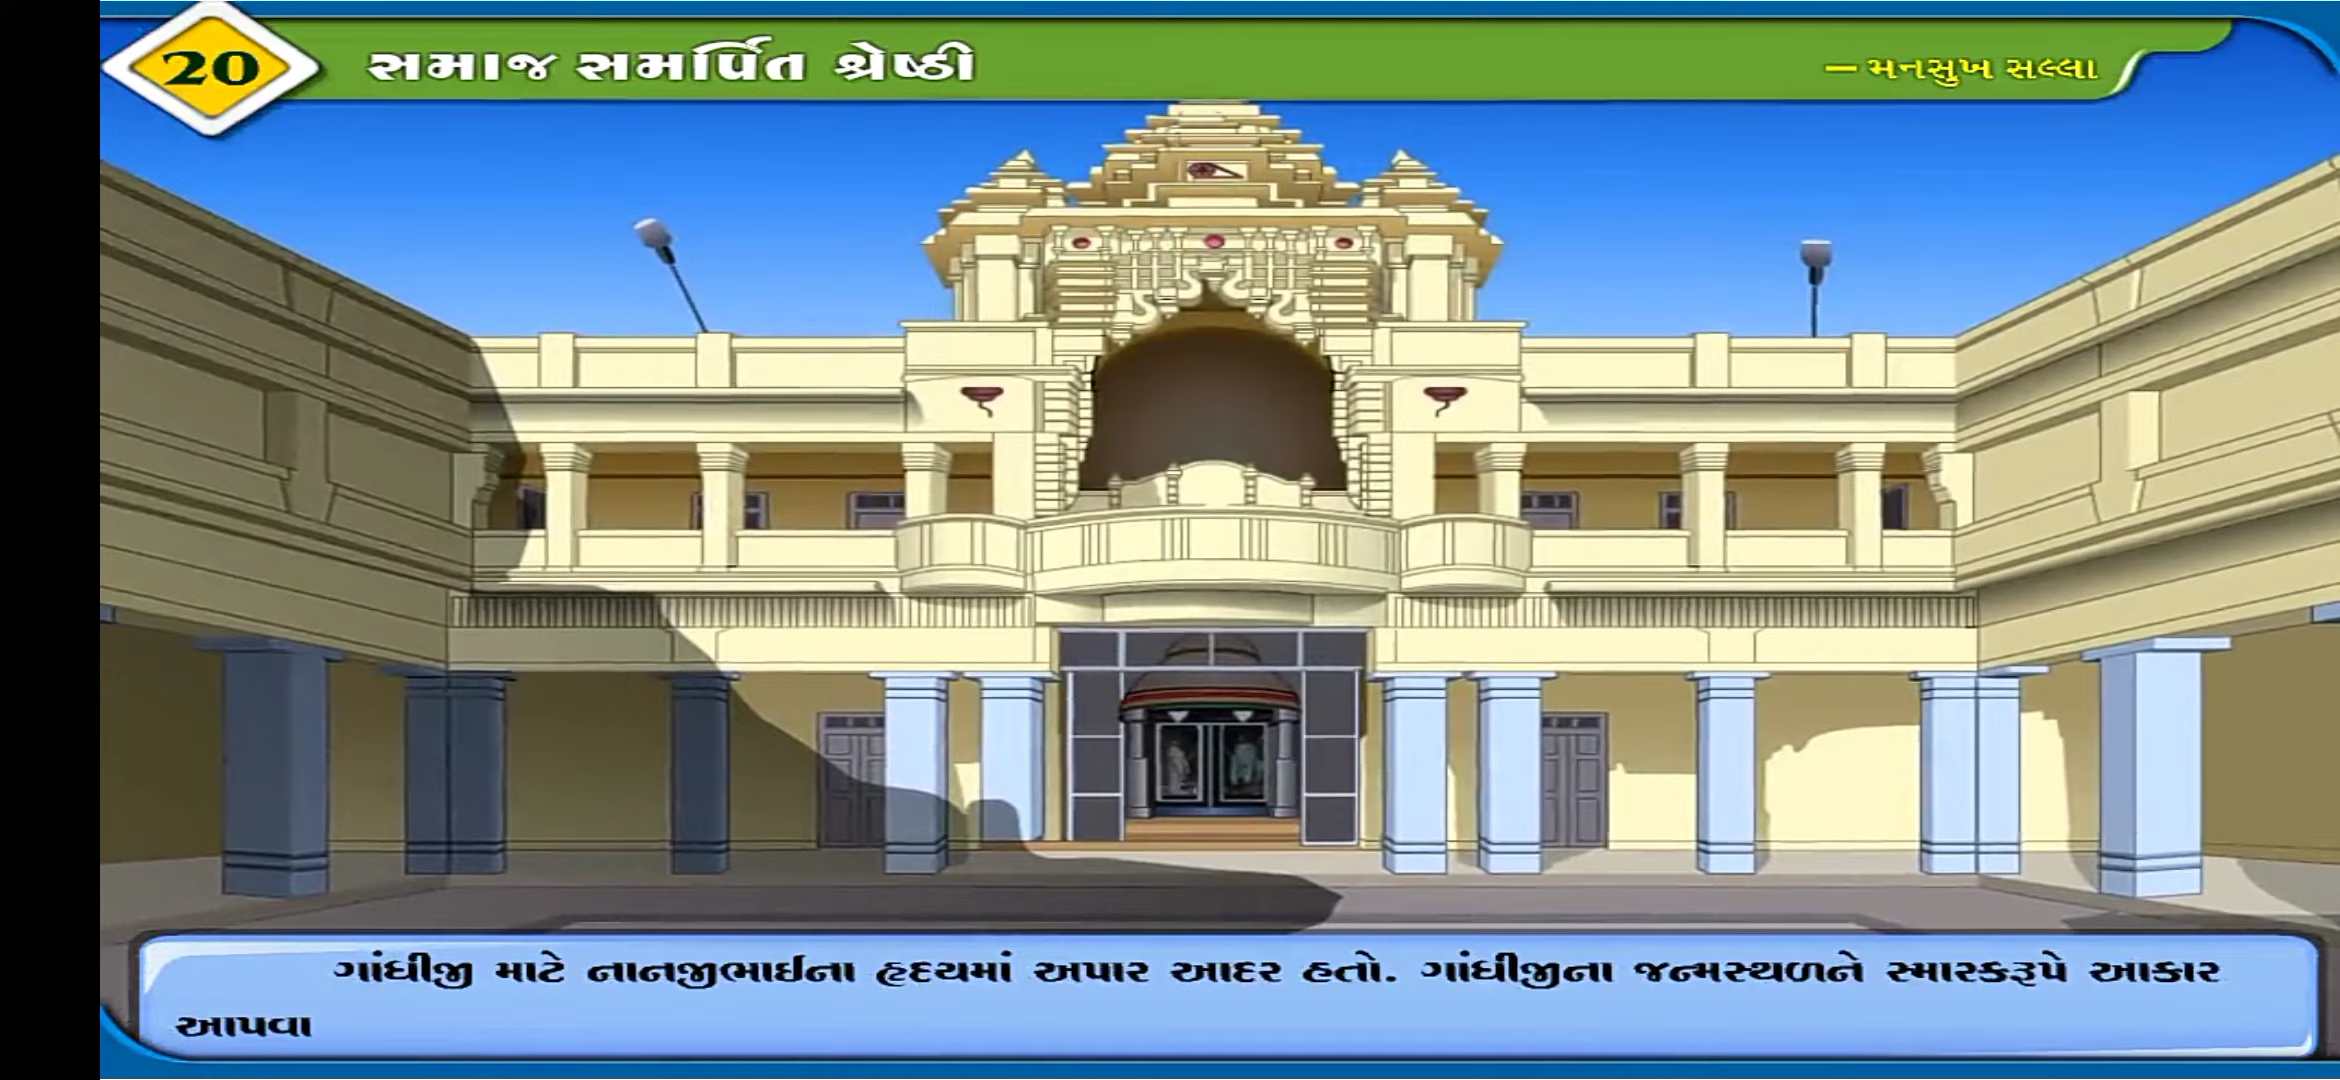 20
સમાજ સમર્પિત શ્રેષ્ઠી
– મનસુખ સલ્લા
ગાંધીજી માટે નાનજીભાઈના હૃદયમાં અપાર આદર હતો. ગાંધીજીના જન્મસ્થળને સ્મારકરૂપે આકાર
આપવા